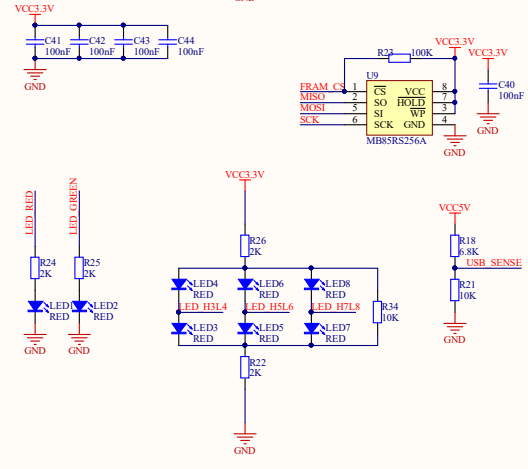 GND
VCC3.3V
C41
100nF
C42
100nF
C43
100nF
C44
100nF
GND
VCC3.3V
VCC3.3V
R23
100K
U9
FRAM_CS 1 CS VCC 8
MISO 2 SO HOLD 7
MOSI 5 SI WP 3
SCK 6 SCK GND 4
MB85RS256A
C40
100nF
GND
GND
LED_RED
LED_GREEN
R24
2K
R25
2K
LED1
RED
LED2
RED
GND
GND
VCC3.3V
R26
2K
LED4
RED
LED6
RED
LED8
RED
LED_H3L4
LED_H5L6
LED_H7L8
R34
10K
LED3
RED
LED5
RED
LED7
RED
R22
2K
GND
VCC5V
R18
6.8K
USB_SENSE
R21
10K
GND